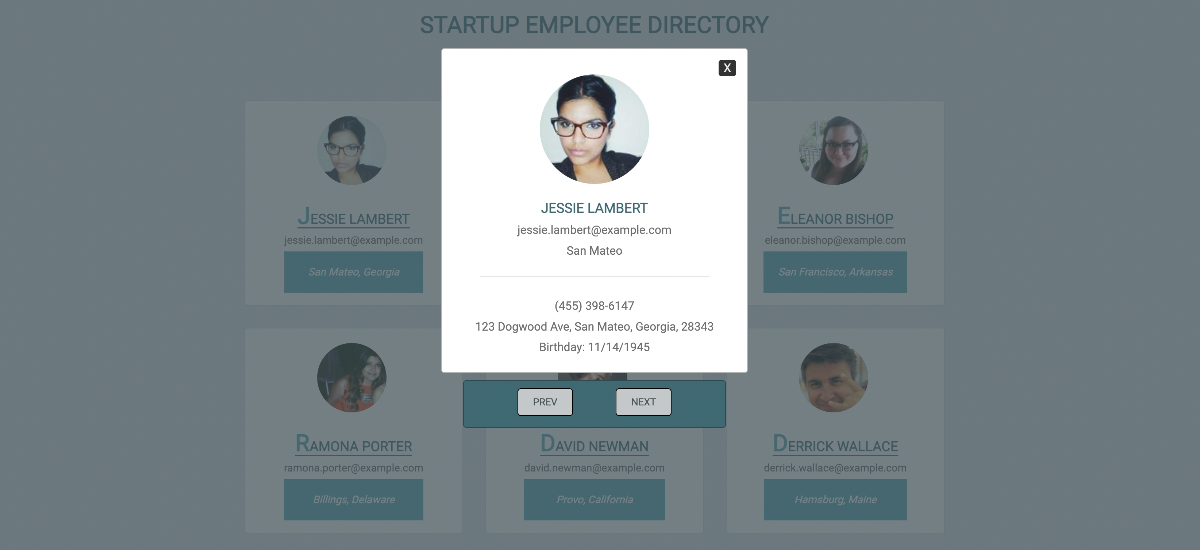 STARTUP EMPLOYEE DIRECTORY
X
JESSIE LAMBERT
jessie.lambert@example.com
San Mateo
(455) 398-6147
123 Dogwood Ave, San Mateo, Georgia, 28343
Birthday: 11/14/1945
PREV
NEXT
JESSIE LAMBERT
jessie.lambert@example.com
San Mateo, Georgia
ELEANOR BISHOP
eleanor.bishop@example.com
San Francisco, Arkansas
RAMONA PORTER
ramona.porter@example.com
Billings, Delaware
DAVID NEWMAN
david.newman@example.com
Provo, California
DERRICK WALLACE
derrick.wallace@example.com
Hamsburg, Maine